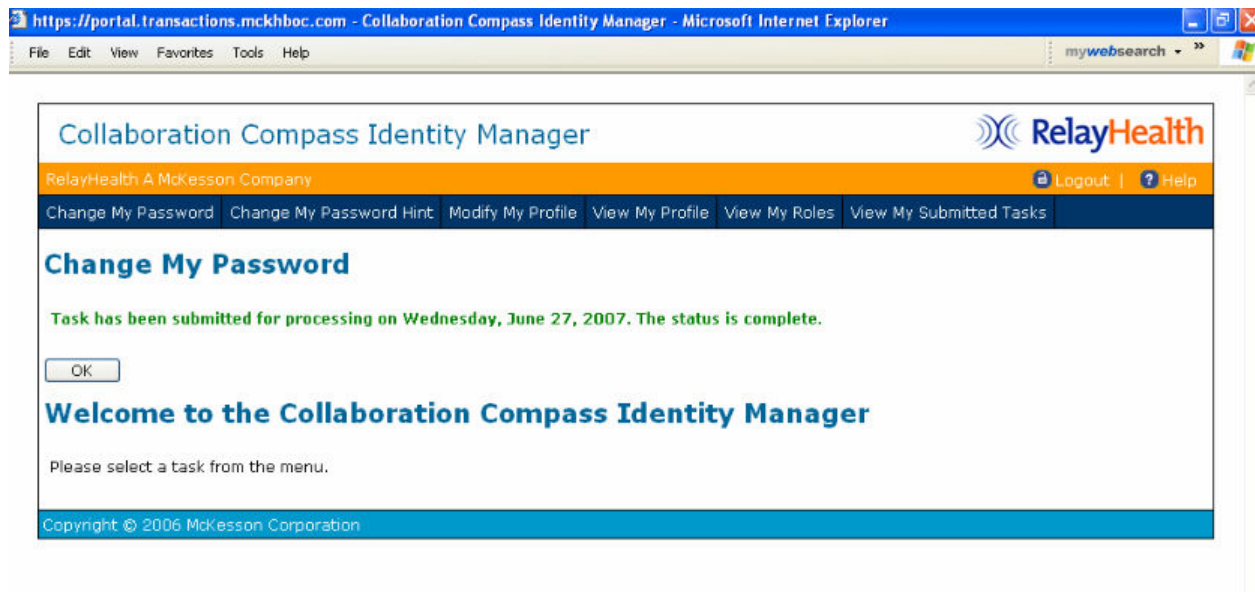 https://portal.transactions.mckhboc.com - Collaboration Compass Identity Manager - Microsoft Internet Explorer
File Edit View Favorites Tools Help mywebsearch
Collaboration Compass Identity Manager RelayHealth
RelayHealth A McKesson Company Logout | ? Help
Change My Password Change My Password Hint Modify My Profile View My Profile View My Roles View My Submitted Tasks
Change My Password
Task has been submitted for processing on Wednesday, June 27, 2007. The status is complete.
OK
Welcome to the Collaboration Compass Identity Manager
Please select a task from the menu.
Copyright © 2006 McKesson Corporation